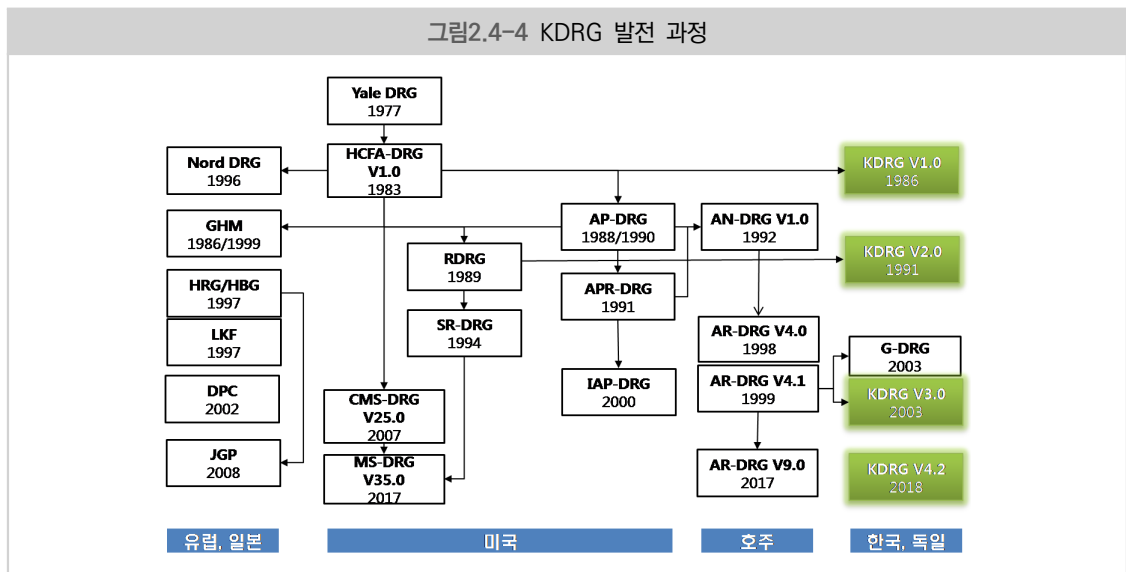 그림2.4-4 KDRG 발전 과정
Yale DRG
1977
Nord DRG
1996
HCFA-DRG
V1.0
1983
KDRG V1.0
1986
GHM
1986/1999
AP-DRG
1988/1990
AN-DRG V1.0
1992
RDRG
1989
KDRG V2.0
1991
HRG/HBG
1997
APR-DRG
1991
SR-DRG
1994
LKF
1997
AR-DRG V4.0
1998
G-DRG
2003
DPC
2002
CMS-DRG
V25.0
2007
IAP-DRG
2000
AR-DRG V4.1
1999
KDRG V3.0
2003
JGP
2008
MS-DRG
V35.0
2017
AR-DRG V9.0
2017
KDRG V4.2
2018
유럽, 일본
미국
호주
한국, 독일